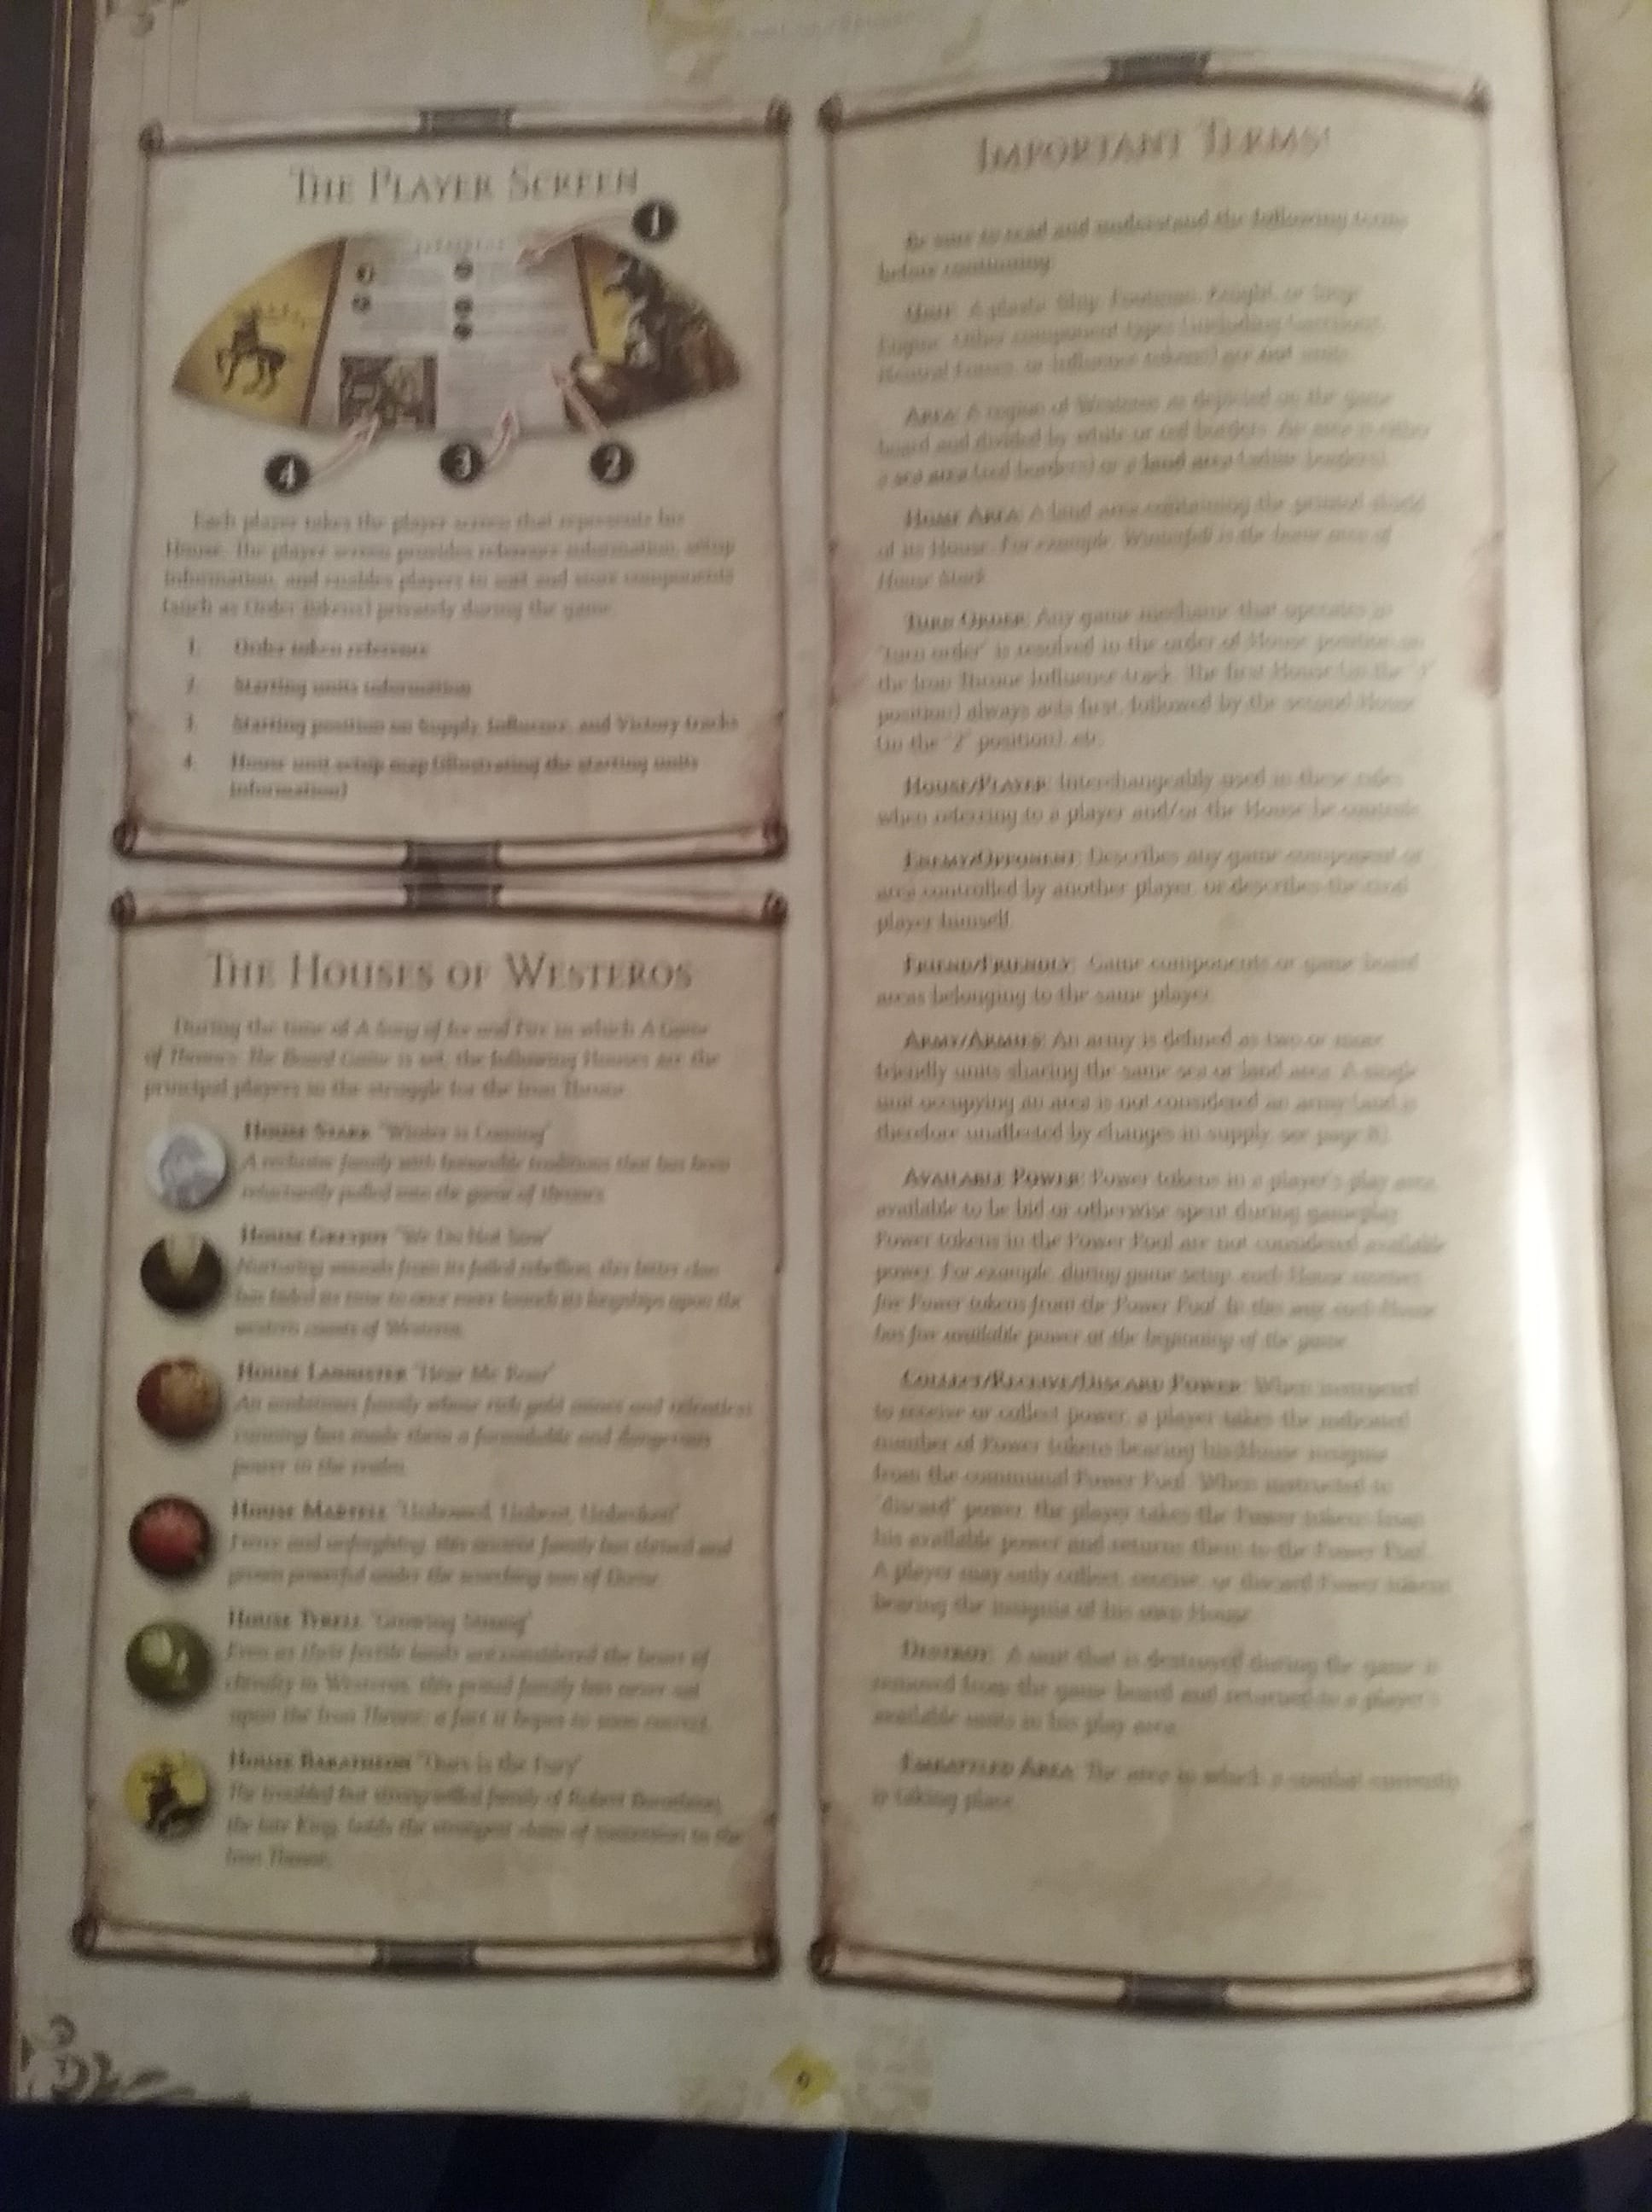 THE PLAYER SCREEN
1
4
3
2
Each player takes the player screen that represents his
House. The player screen provides reference information, setup
information, and enables players to sort and store components
(such as Order tokens) privately during the game.
1. Order token reference
2. Starting units information
3. Starting position on Supply, Influence, and Victory tracks
4. House unit setup map (illustrating the starting units
information)
THE HOUSES OF WESTEROS
During the time of A Song of Ice and Fire in which A Game
of Thrones: The Board Game is set, the following Houses are the
principal players in the struggle for the Iron Throne.
HOUSE STARK "Winter is Coming"
A reclusive family with honorable traditions that has been
reluctantly pulled into the game of thrones.
HOUSE GREYJOY "We Do Not Sow"
Nurturing wounds from its failed rebellion, this bitter clan
has bided its time to once more launch its longships upon the
western coasts of Westeros.
HOUSE LANNISTER "Hear Me Roar"
An ambitious family whose rich gold mines and relentless
cunning has made them a formidable and dangerous
power in the realm.
HOUSE MARTELL "Unbowed, Unbent, Unbroken"
Fierce and unforgiving, this ancient family has thrived and
grown powerful under the scorching sun of Dorne.
HOUSE TYRELL "Growing Strong"
Even as their fertile lands are considered the heart of
chivalry in Westeros, this proud family has never sat
upon the Iron Throne; a fact it hopes to soon correct.
HOUSE BARATHEON "Ours is the Fury"
The troubled but strong-willed family of Robert Baratheon,
the late King, holds the strongest claim of succession to the
Iron Throne.
IMPORTANT TERMS!
Be sure to read and understand the following terms
before continuing:
UNIT: A plastic Ship, Footman, Knight, or Siege
Engine. Other component types (including Garrisons,
Neutral Forces, or Influence tokens) are not units.
AREA: A region of Westeros as depicted on the game
board and divided by white or red borders. An area is either
a sea area (red borders) or a land area (white borders).
HOME AREA: A land area containing the printed shield
of its House. For example, Winterfell is the home area of
House Stark.
TURN ORDER: Any game mechanic that operates in
"turn order" is resolved in the order of House position on
the Iron Throne Influence track. The first House (in the "1"
position) always acts first, followed by the second House
(in the "2" position), etc.
HOUSE/PLAYER: Interchangeably used in these rules
when referring to a player and/or the House he controls.
ENEMY/OPPONENT: Describes any game component or
area controlled by another player, or describes the rival
player himself.
FRIEND/FRIENDLY: Game components or game board
areas belonging to the same player.
ARMY/ARMIES: An army is defined as two or more
friendly units sharing the same sea or land area. A single
unit occupying an area is not considered an army (and is
therefore unaffected by changes in supply, see page 8).
AVAILABLE POWER: Power tokens in a player's play area,
available to be bid or otherwise spent during gameplay.
Power tokens in the Power Pool are not considered available
power. For example, during game setup, each House receives
five Power tokens from the Power Pool. In this way, each House
has five available power at the beginning of the game.
COLLECT/RECEIVE/DISCARD POWER: When instructed
to receive or collect power, a player takes the indicated
number of Power tokens bearing his House insignia
from the communal Power Pool. When instructed to
"discard" power, the player takes the Power tokens from
his available power and returns them to the Power Pool.
A player may only collect, receive, or discard Power tokens
bearing the insignia of his own House.
DESTROY: A unit that is destroyed during the game is
removed from the game board and returned to a player's
available units in his play area.
EMBATTLED AREA: The area in which a combat currently
is taking place.